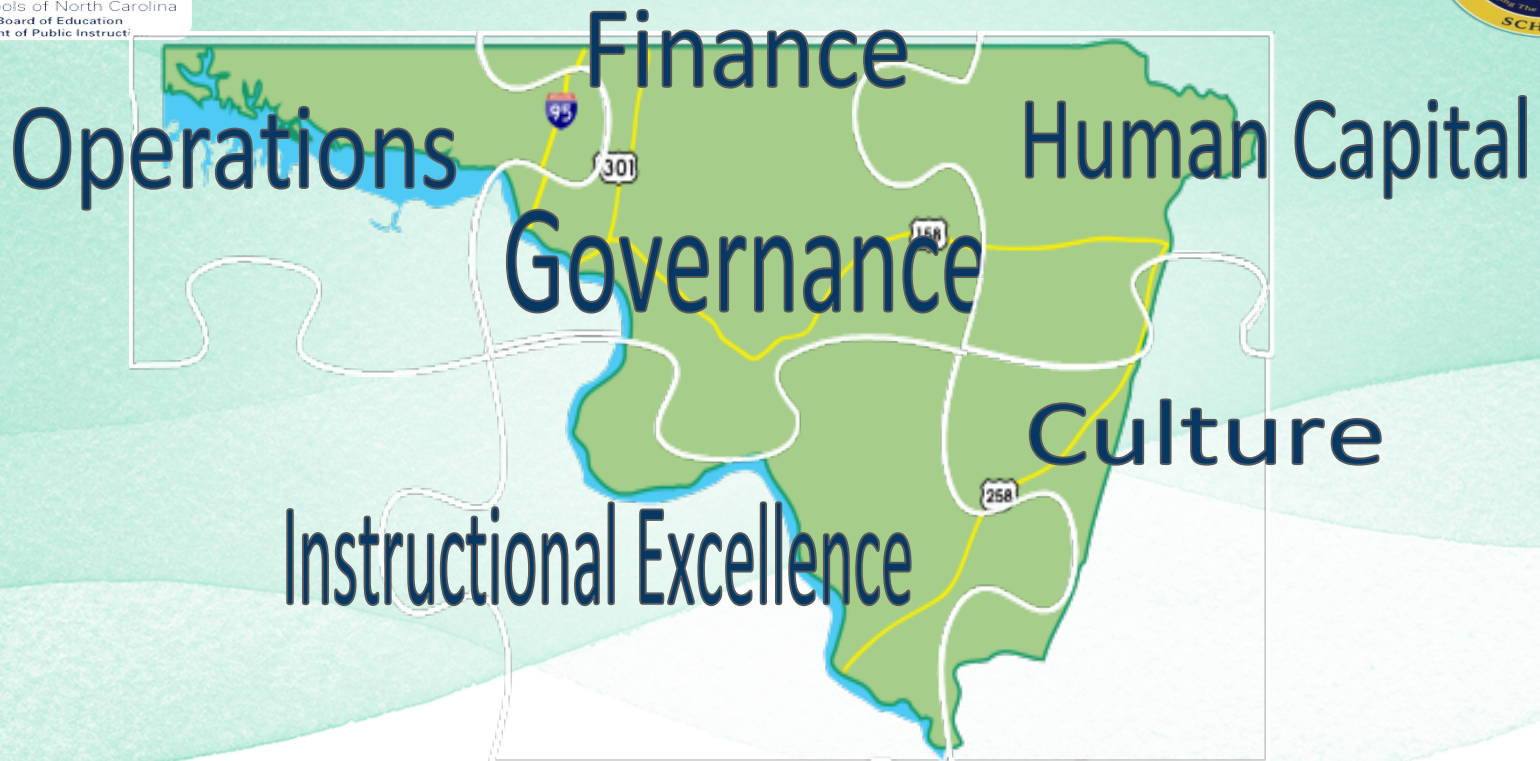 ols of North Carolina
Board of Education
nt of Public Instructi
SCH
Finance
Operations
Human Capital
95
301
158
Governance
Culture
258
Instructional Excellence